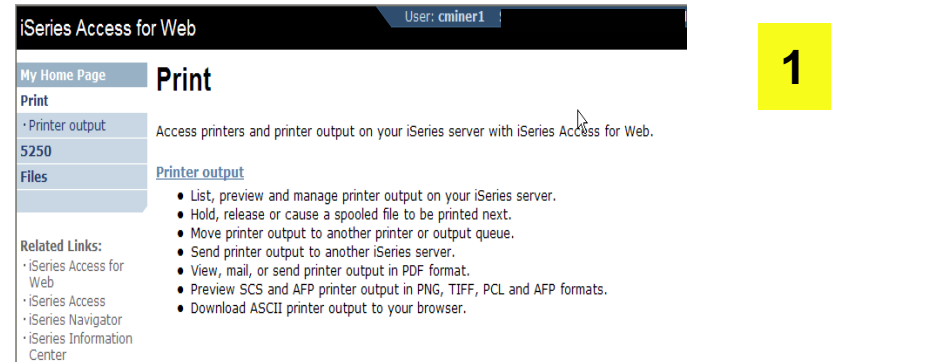 iSeries Access for Web
User: cminer1
My Home Page
Print
· Printer output
5250
Files
Related Links:
· iSeries Access for
Web
· iSeries Access
· iSeries Navigator
· iSeries Information
Center
Print
Access printers and printer output on your iSeries server with iSeries Access for Web.
Printer output
● List, preview and manage printer output on your iSeries server.
● Hold, release or cause a spooled file to be printed next.
● Move printer output to another printer or output queue.
● Send printer output to another iSeries server.
● View, mail, or send printer output in PDF format.
● Preview SCS and AFP printer output in PNG, TIFF, PCL and AFP formats.
● Download ASCII printer output to your browser.
1